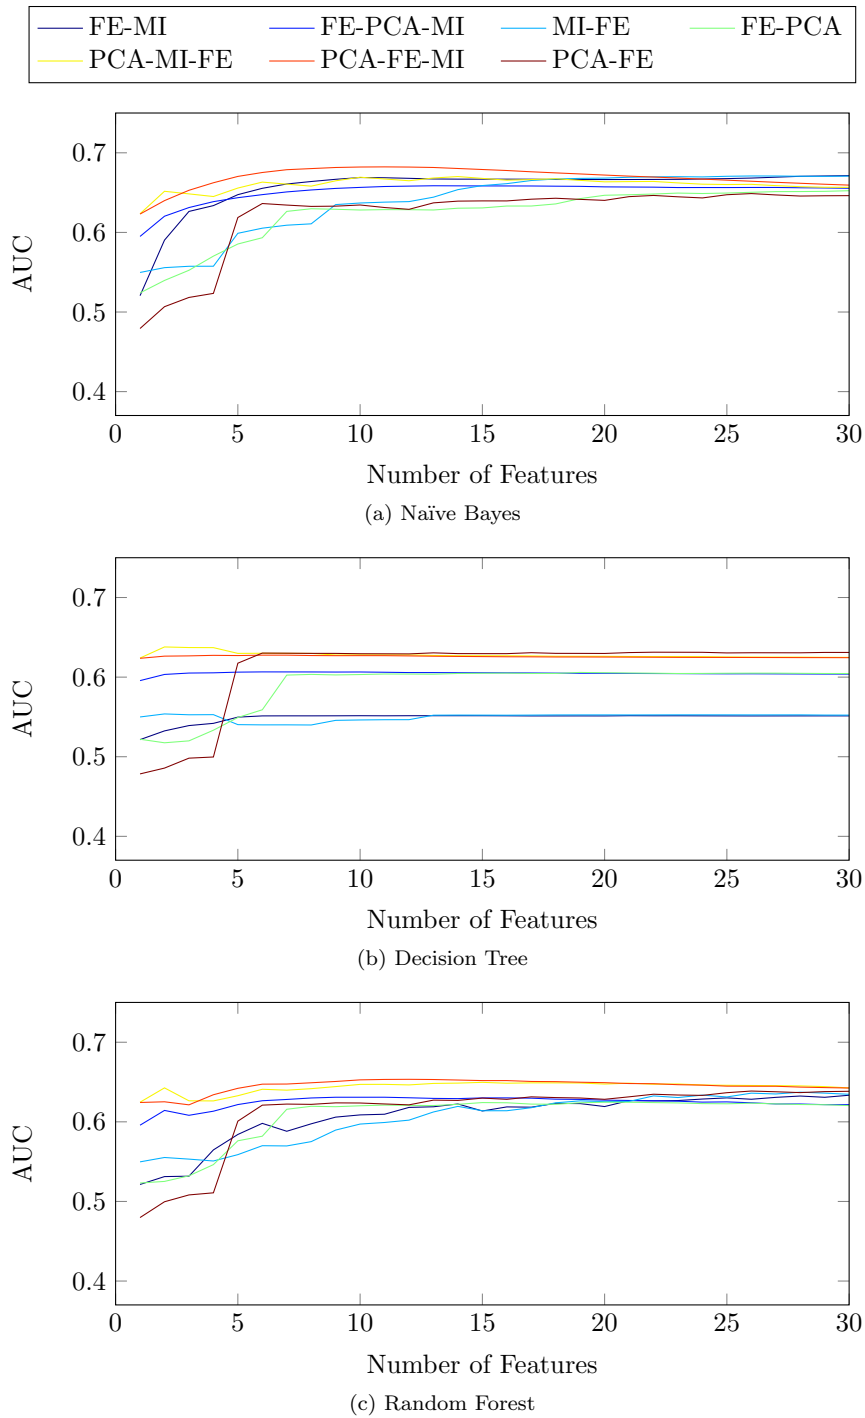 FE-MI FE-PCA-MI MI-FE FE-PCA
PCA-MI-FE PCA-FE-MI PCA-FE
0.7
0.6
0.5
0.4
AUC
0 5 10 15 20 25 30
Number of Features
(a) Naïve Bayes
0.7
0.6
0.5
0.4
AUC
0 5 10 15 20 25 30
Number of Features
(b) Decision Tree
0.7
0.6
0.5
0.4
AUC
0 5 10 15 20 25 30
Number of Features
(c) Random Forest